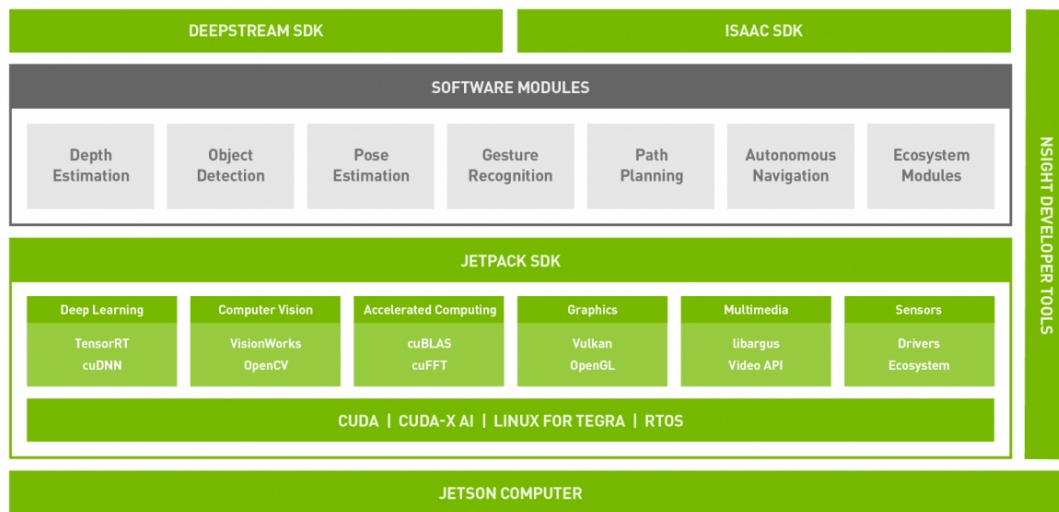 DEEPSTREAM SDK
ISAAC SDK
SOFTWARE MODULES
Depth
Estimation
Object
Detection
Pose
Estimation
Gesture
Recognition
Path
Planning
Autonomous
Navigation
Ecosystem
Modules
JETPACK SDK
Deep Learning
TensorRT
cuDNN
Computer Vision
VisionWorks
OpenCV
Accelerated Computing
cuBLAS
cuFFT
Graphics
Vulkan
OpenGL
Multimedia
libargus
Video API
Sensors
Drivers
Ecosystem
CUDA | CUDA-X AI | LINUX FOR TEGRA | RTOS
NSIGHT DEVELOPER TOOLS
JETSON COMPUTER